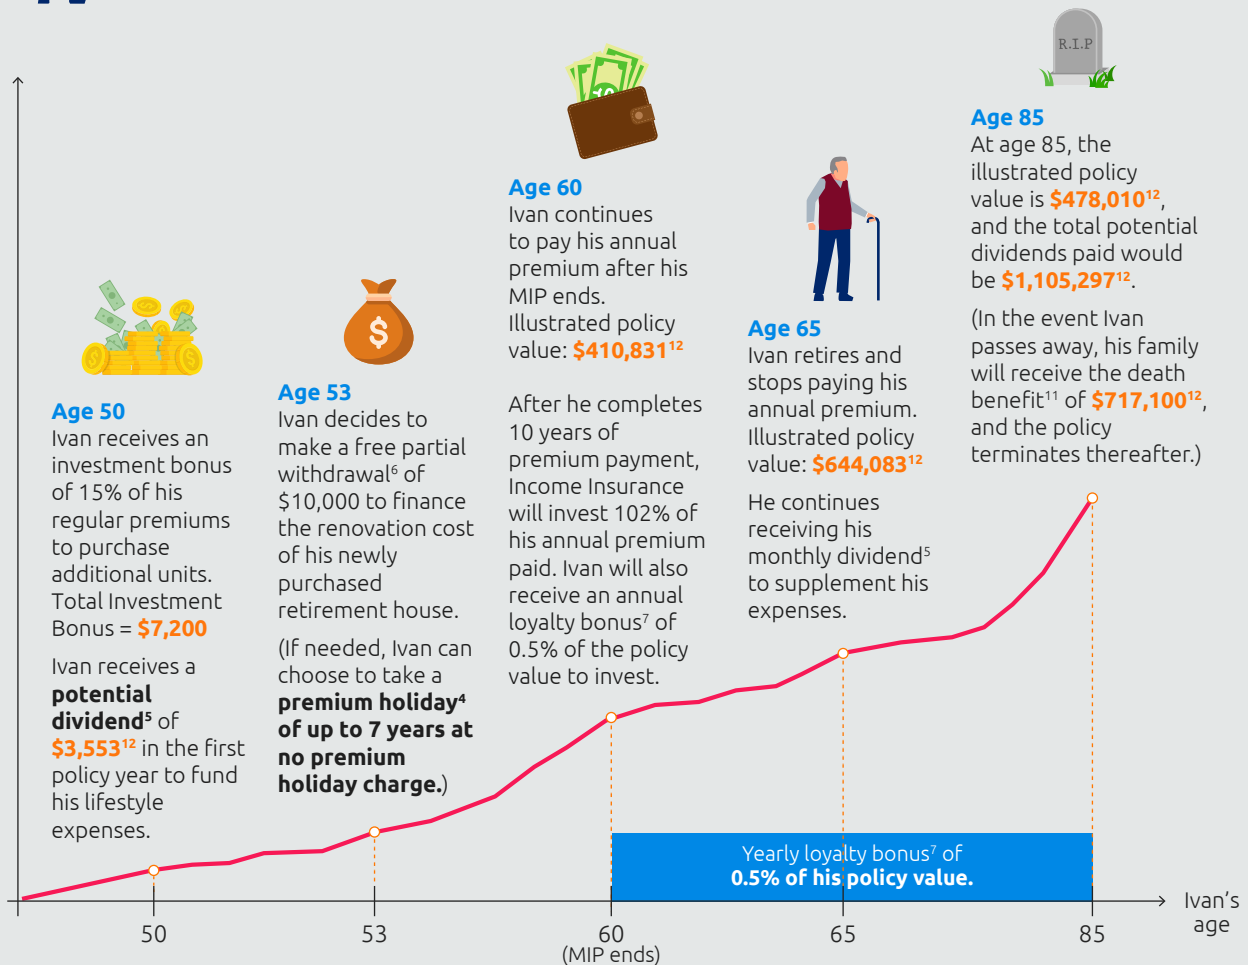 R.I.P
Age 50
Ivan receives an
investment bonus
of 15% of his
regular premiums
to purchase
additional units.
Total Investment
Bonus = $7,200
Ivan receives a
potential
dividend⁵ of
$3,553¹² in the first
policy year to fund
his lifestyle
expenses.
Age 53
Ivan decides to
make a free partial
withdrawal⁶ of
$10,000 to finance
the renovation cost
of his newly
purchased
retirement house.
(If needed, Ivan can
choose to take a
premium holiday⁴
of up to 7 years at
no premium
holiday charge.)
Age 60
Ivan continues
to pay his annual
premium after his
MIP ends.
Illustrated policy
value: $410,831¹²
After he completes
10 years of
premium payment,
Income Insurance
will invest 102% of
his annual premium
paid. Ivan will also
receive an annual
loyalty bonus⁷ of
0.5% of the policy
value to invest.
Age 65
Ivan retires and
stops paying his
annual premium.
Illustrated policy
value: $644,083¹²
He continues
receiving his
monthly dividend⁵
to supplement his
expenses.
Age 85
At age 85, the
illustrated policy
value is $478,010¹²,
and the total potential
dividends paid would
be $1,105,297¹².
(In the event Ivan
passes away, his family
will receive the death
benefit¹¹ of $717,100¹²,
and the policy
terminates thereafter.)
Yearly loyalty bonus⁷ of
0.5% of his policy value.
50
53
60
(MIP ends)
65
85
Ivan's
age